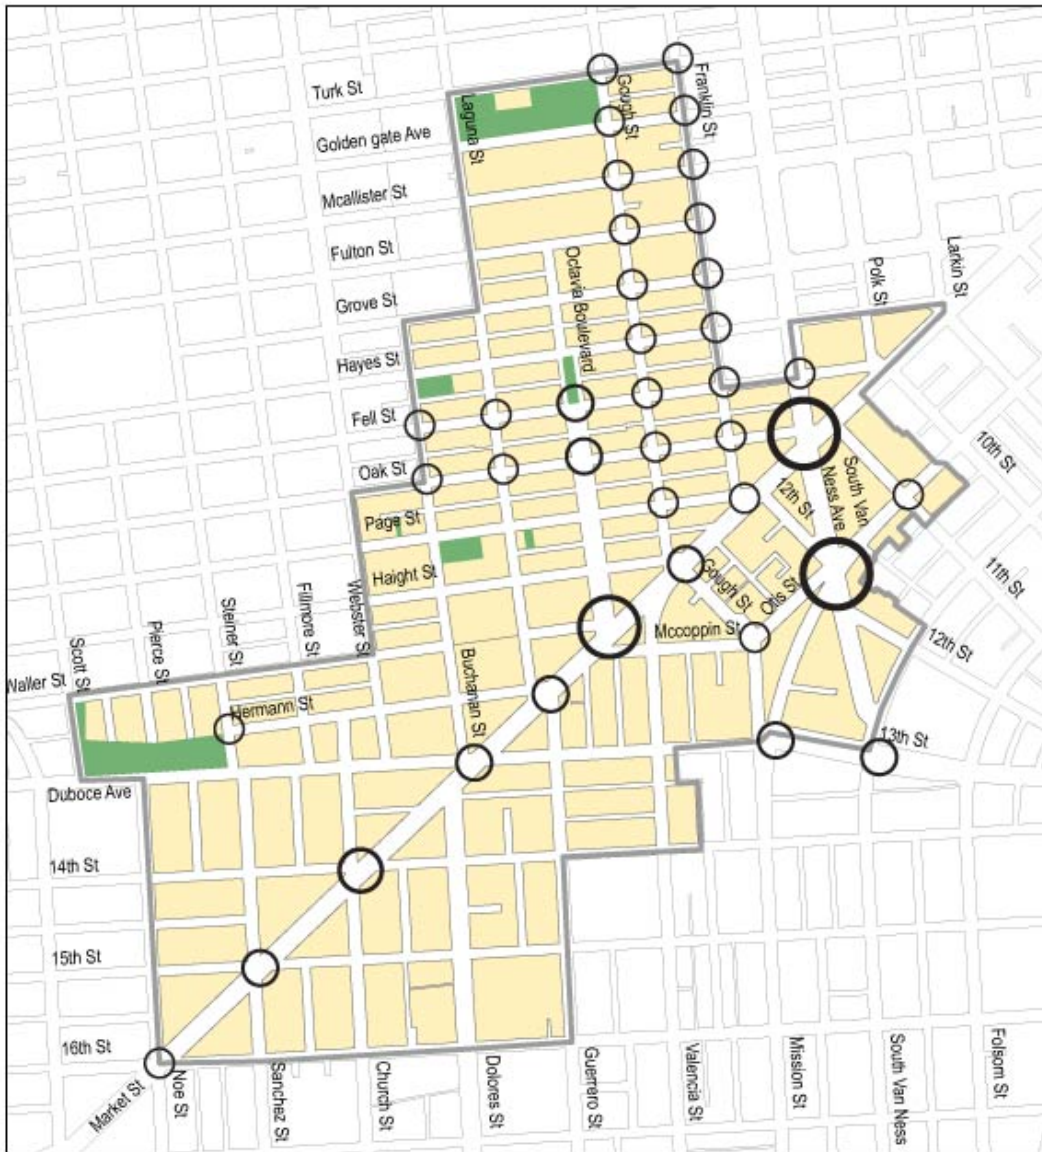 Turk St
Golden gate Ave
Mcallister St
Fulton St
Grove St
Hayes St
Fell St
Oak St
Page St
Haight St
Laguna St
Gough St
Franklin St
Octavia Boulevard
Larkin St
Polk St
10th St
South Van
Ness Ave
12th St
11th St
Gough St
Otis St
Mccoppin St
12th St
13th St
Webster St
Fillmore St
Steiner St
Pierce St
Scott St
Waller St
Hermann St
Buchanan St
Duboce Ave
14th St
15th St
16th St
Market St
Noe St
Sanchez St
Church St
Dolores St
Guerrero St
Valencia St
Mission St
South Van Ness
Folsom St